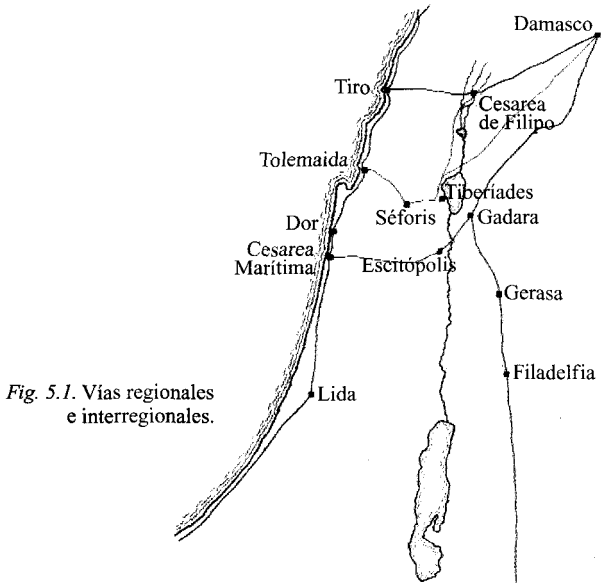 Damasco
Tiro
Cesarea
de Filipo
Tolemaida
Tiberíades
Séforis
Gadara
Dor
Cesarea
Marítima
Escitópolis
Gerasa
Filadelfia
Lida
Fig. 5.1. Vías regionales
e interregionales.